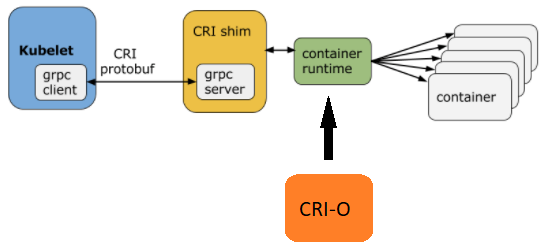 Kubelet
grpc
client
CRI
protobuf
CRI shim
grpc
server
container
runtime
container
CRI-O